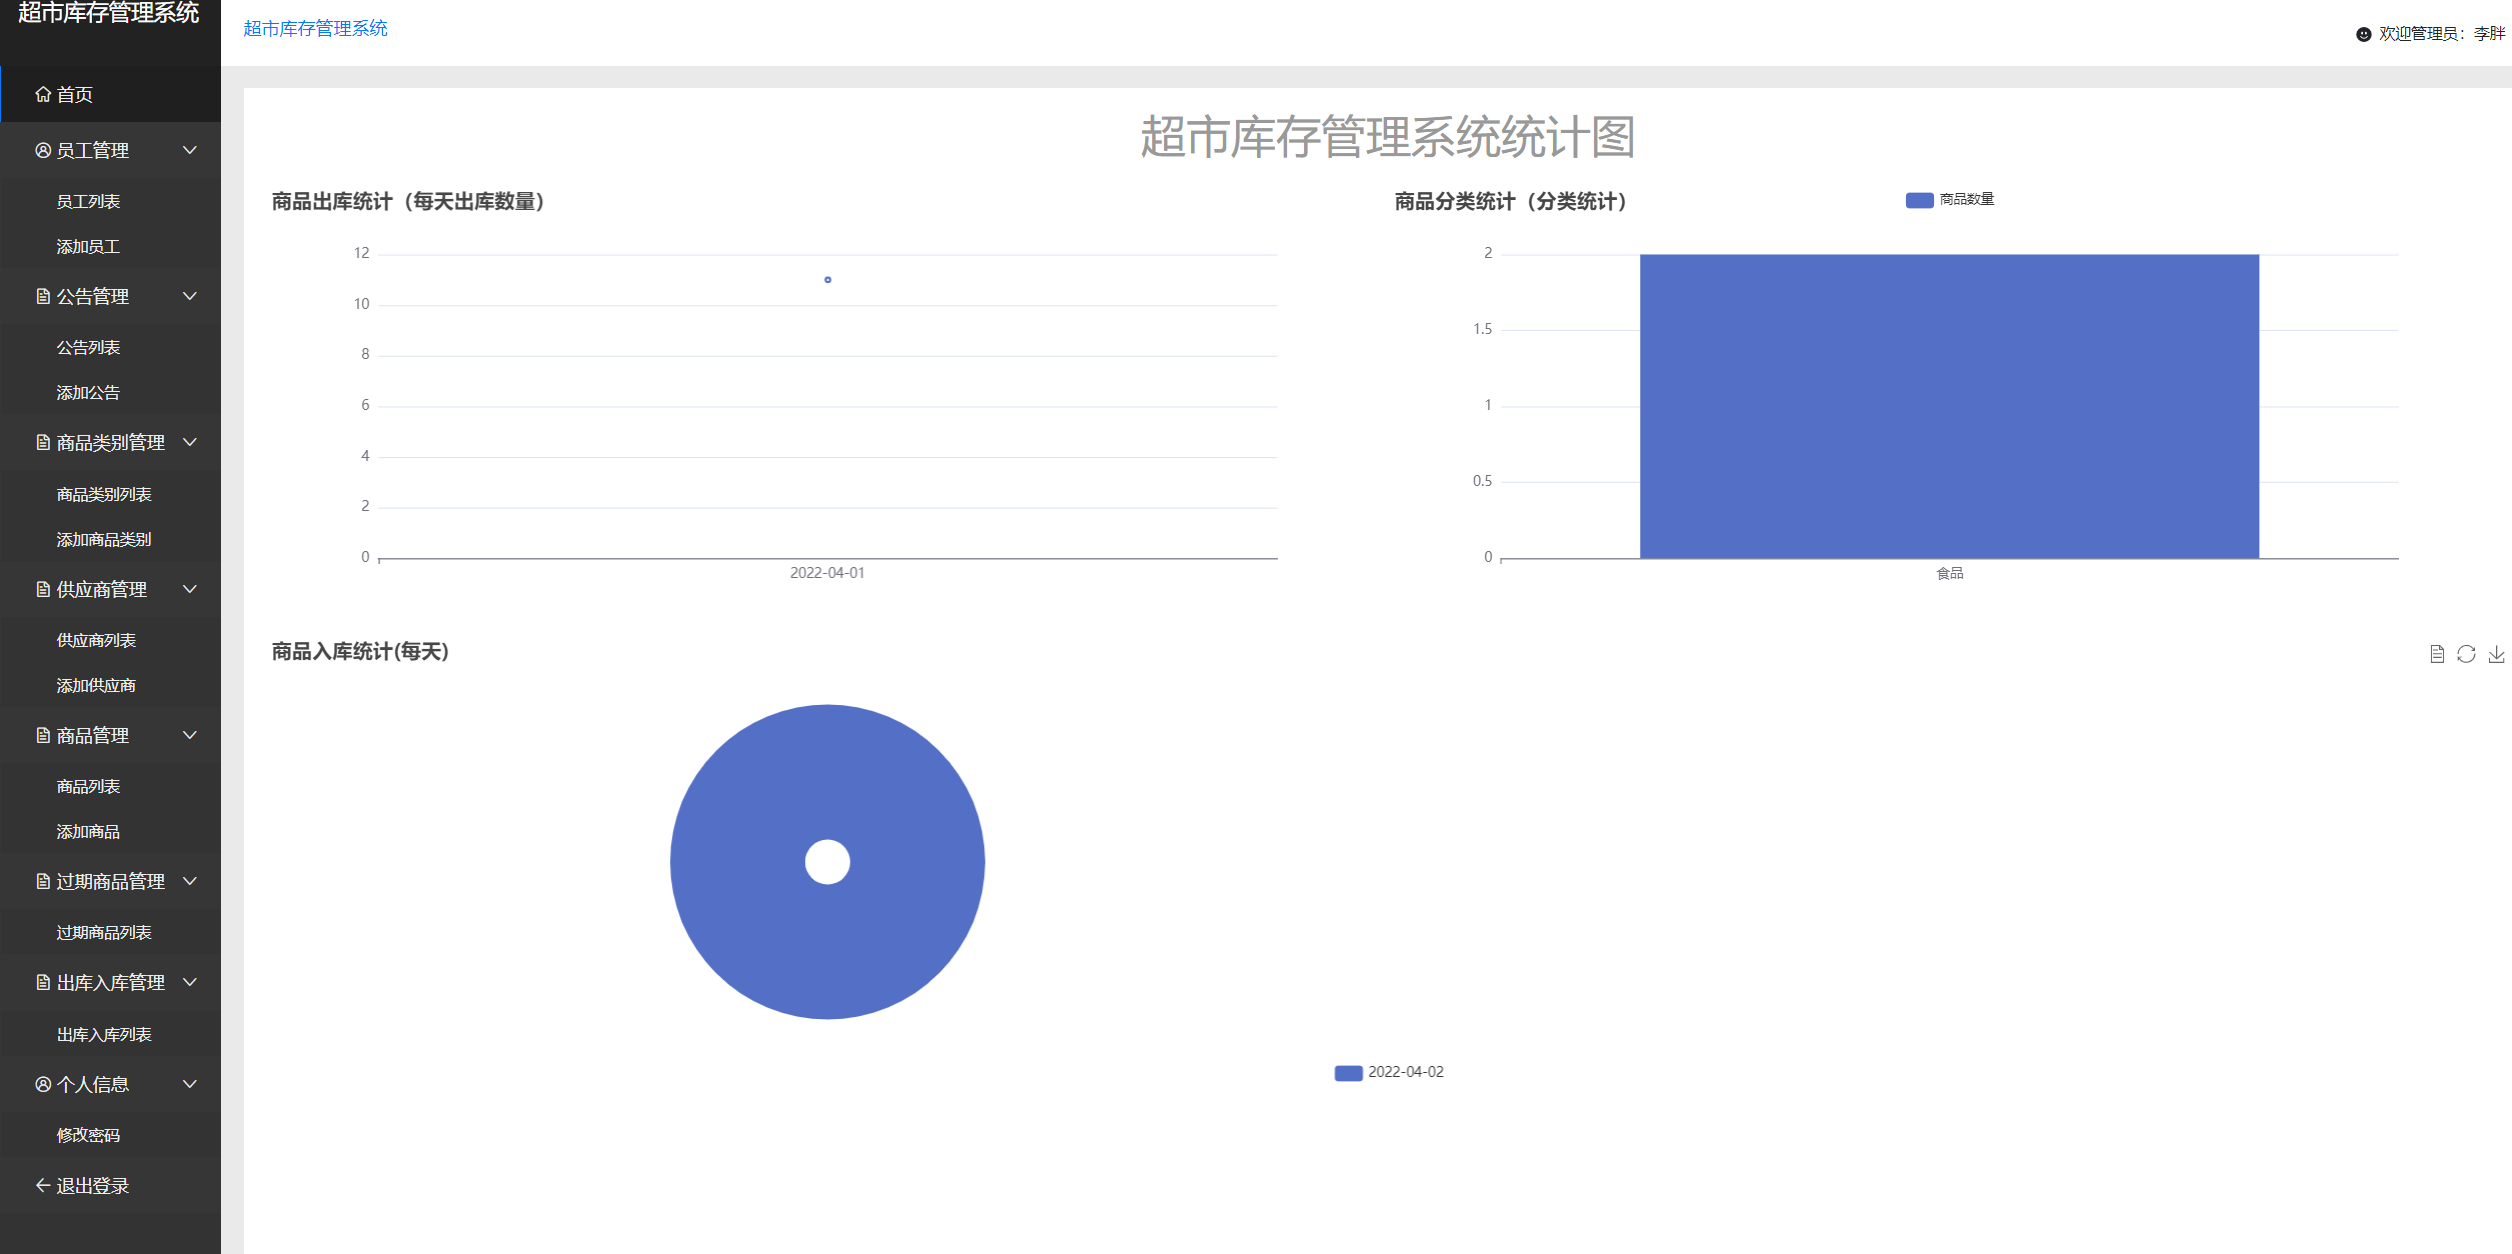 超市库存管理系统
首页
员工管理
员工列表
添加员工
公告管理
公告列表
添加公告
商品类别管理
商品类别列表
添加商品类别
供应商管理
供应商列表
添加供应商
商品管理
商品列表
添加商品
过期商品管理
过期商品列表
出库入库管理
出库入库列表
个人信息
修改密码
退出登录
超市库存管理系统
欢迎管理员：李胖
超市库存管理系统统计图
商品出库统计（每天出库数量）
12
10
8
6
4
2
0
2022-04-01
商品分类统计（分类统计）
商品数量
2
1.5
1
0.5
0
食品
商品入库统计(每天)
2022-04-02